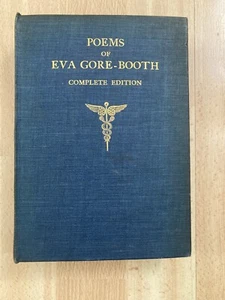 POEMS
OF
EVA GORE-BOOTH
COMPLETE EDITION